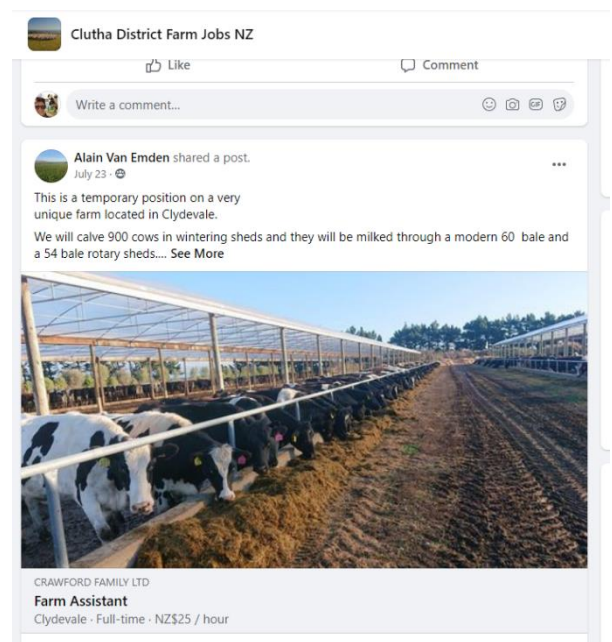 Clutha District Farm Jobs NZ
Like
Comment
Write a comment...
GIF
Alain Van Emden shared a post.
July 23 ·
This is a temporary position on a very
unique farm located in Clydevale.
We will calve 900 cows in wintering sheds and they will be milked through a modern 60 bale and
a 54 bale rotary sheds.... See More
CRAWFORD FAMILY LTD
Farm Assistant
Clydevale · Full-time · NZ$25 / hour